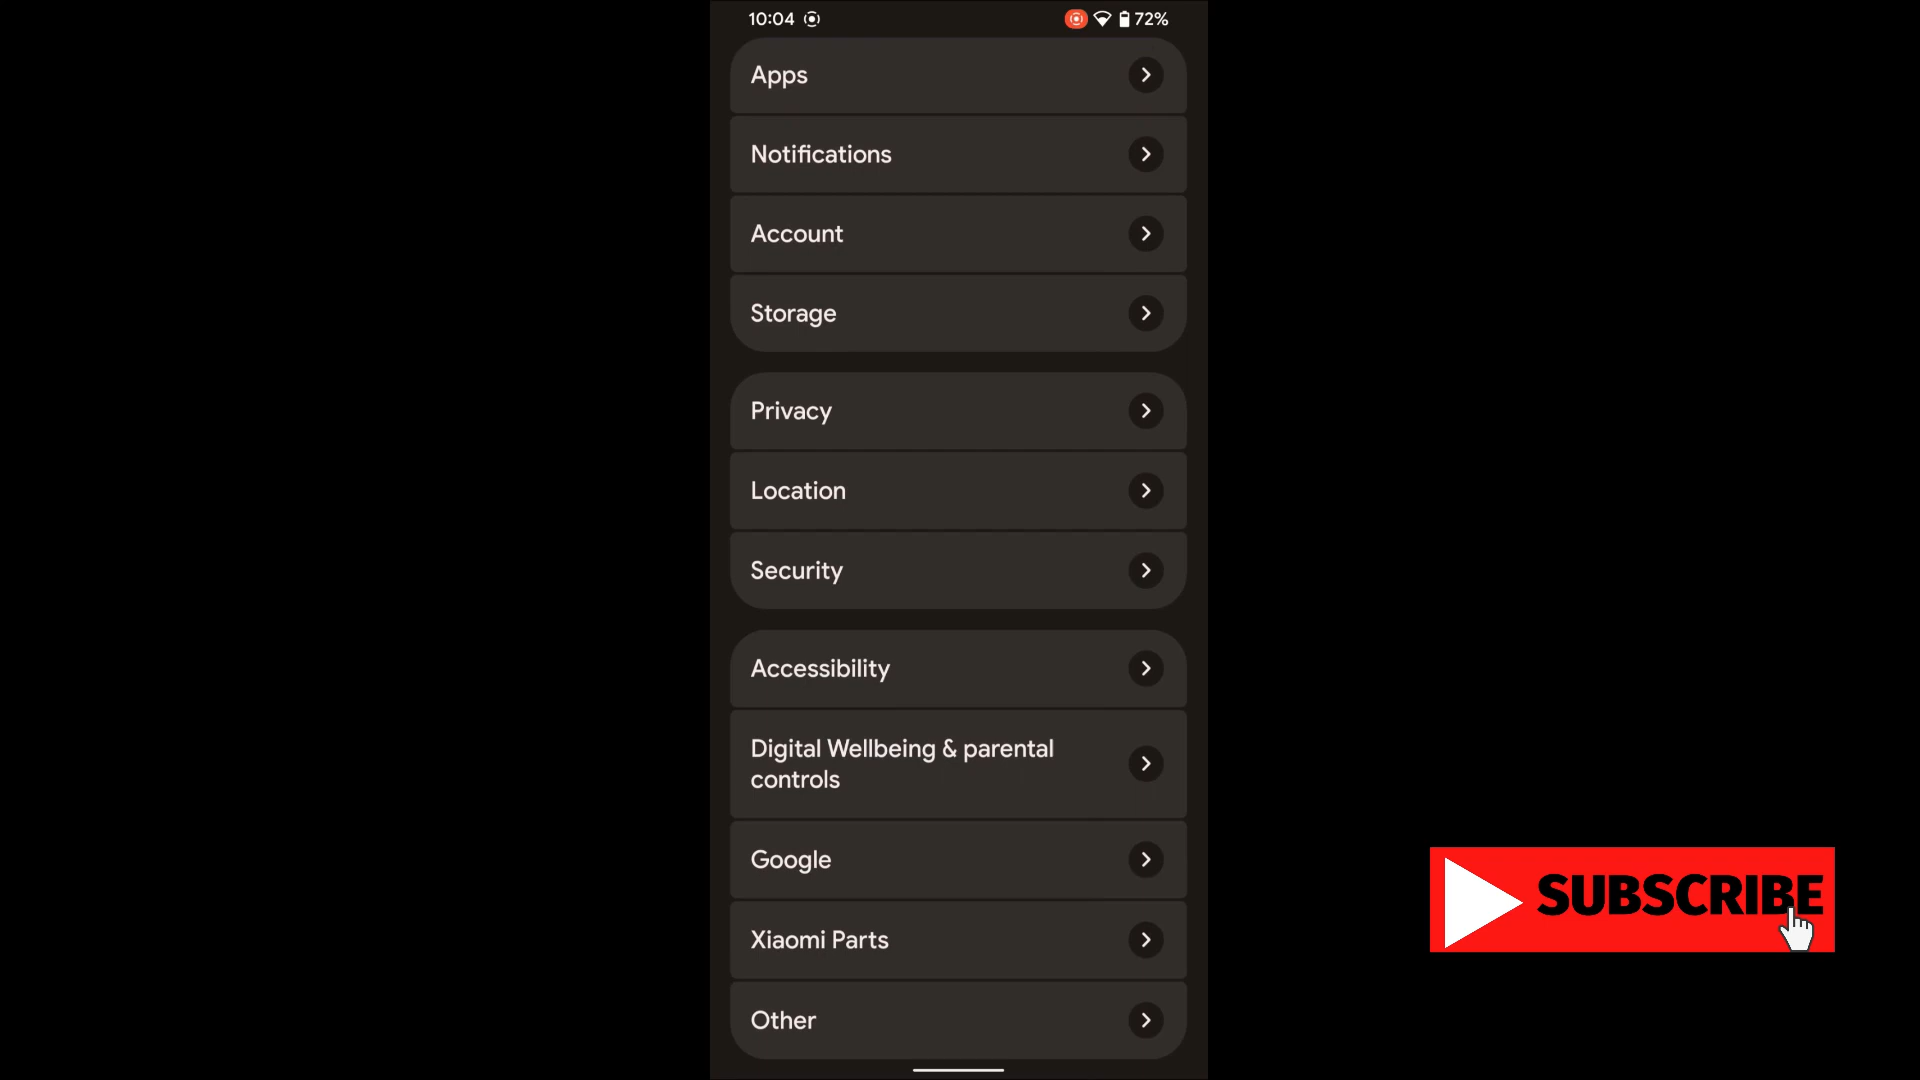 10:04 72%
Apps
Notifications
Account
Storage
Privacy
Location
Security
Accessibility
Digital Wellbeing & parental
controls
Google
Xiaomi Parts
Other
SUBSCRIBE